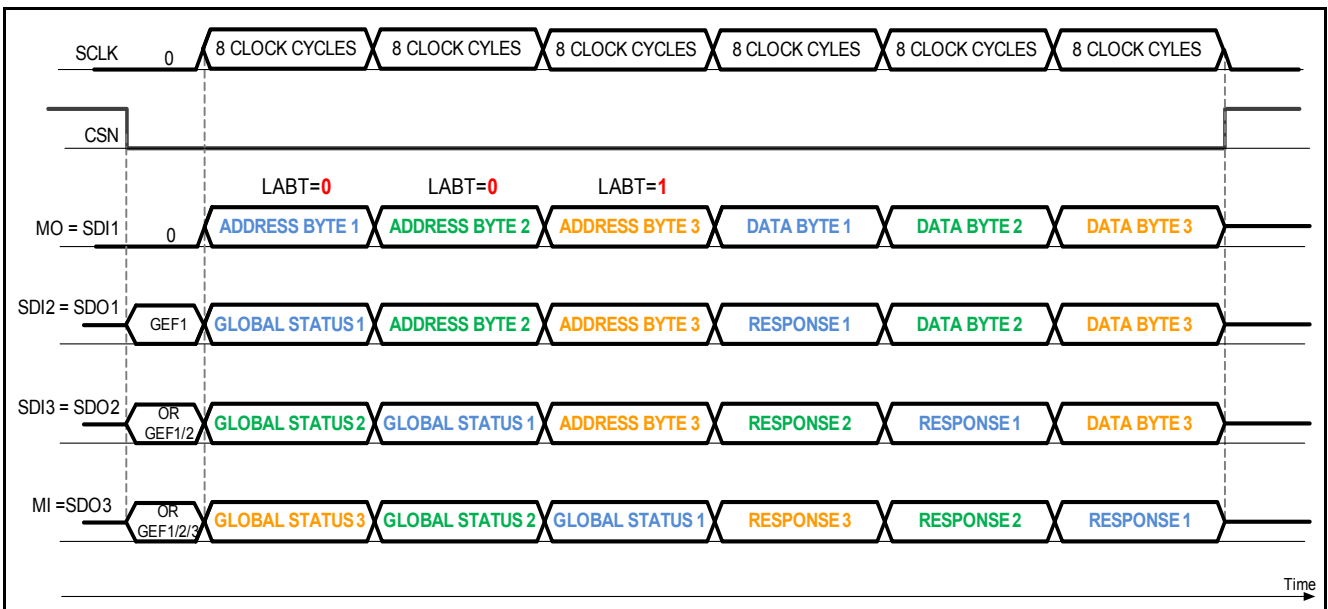 SCLK 0 8 CLOCK CYCLES 8 CLOCK CYLES 8 CLOCK CYCLES 8 CLOCK CYLES 8 CLOCK CYLES 8 CLOCK CYLES
CSN
LABT=0 LABT=0 LABT=1
MO = SDI1 0 ADDRESS BYTE 1 ADDRESS BYTE 2 ADDRESS BYTE 3 DATA BYTE 1 DATA BYTE 2 DATA BYTE 3
SDI2 = SDO1 GEF1 GLOBAL STATUS 1 ADDRESS BYTE 2 ADDRESS BYTE 3 RESPONSE 1 DATA BYTE 2 DATA BYTE 3
SDI3 = SDO2 OR GEF1/2 GLOBAL STATUS 2 GLOBAL STATUS 1 ADDRESS BYTE 3 RESPONSE 2 RESPONSE 1 DATA BYTE 3
MI =SDO3 OR GEF1/2/3 GLOBAL STATUS 3 GLOBAL STATUS 2 GLOBAL STATUS 1 RESPONSE 3 RESPONSE 2 RESPONSE 1
Time